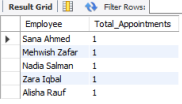 Result Grid Filter Rows:
Employee Total_Appointments
Sana Ahmed 1
Mehwish Zafar 1
Nadia Salman 1
Zara Iqbal 1
Alisha Rauf 1